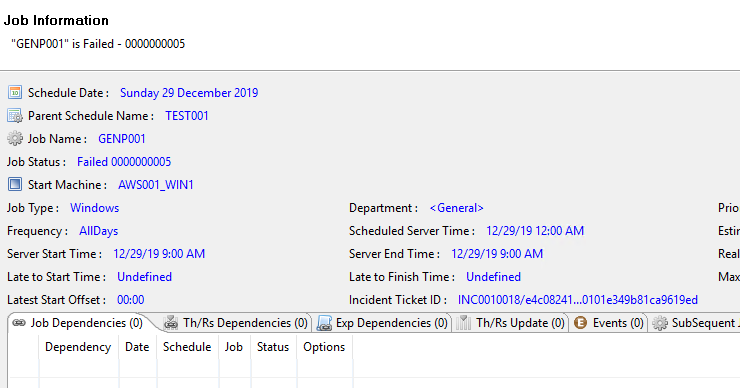 Job Information
"GENP001" is Failed - 0000000005
Schedule Date : Sunday 29 December 2019
Parent Schedule Name : TEST001
Job Name : GENP001
Job Status : Failed 0000000005
Start Machine : AWS001_WIN1
Job Type : Windows Department : <General> Prio
Frequency : AllDays Scheduled Server Time : 12/29/19 12:00 AM Estin
Server Start Time : 12/29/19 9:00 AM Server End Time : 12/29/19 9:00 AM Real
Late to Start Time : Undefined Late to Finish Time : Undefined Max
Latest Start Offset : 00:00 Incident Ticket ID : INC0010018/e4c08241...0101e349b81ca9619ed
Job Dependencies (0) Th/Rs Dependencies (0) Exp Dependencies (0) Th/Rs Update (0) Events (0) SubSequent J
Dependency Date Schedule Job Status Options